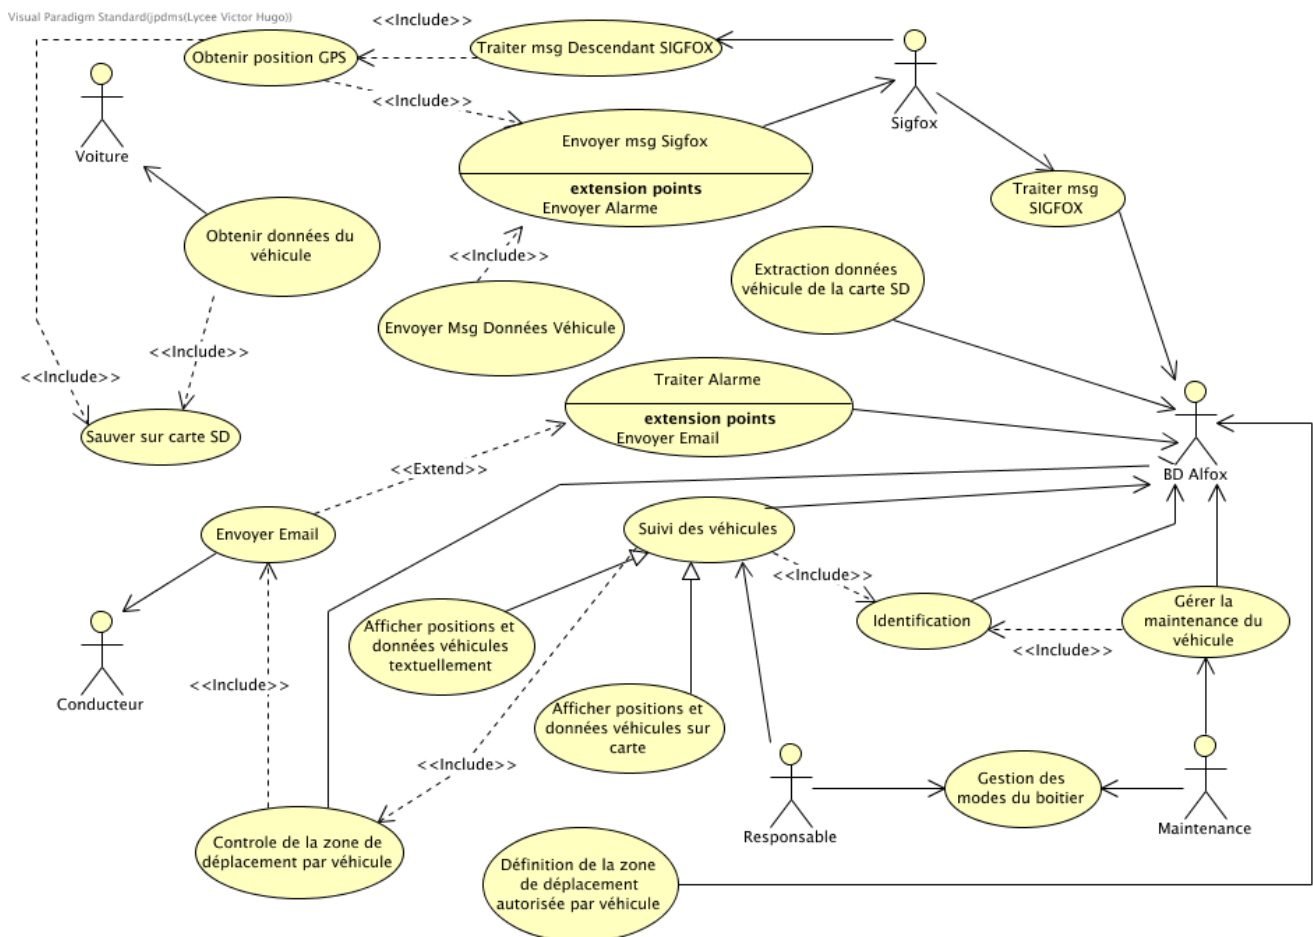 Visual Paradigm Standard(jpdms(Lycee Victor Hugo))
<<Include>>
Obtenir position GPS
Traiter msg Descendant SIGFOX
<<Include>>
Sigfox
Voiture
Envoyer msg Sigfox
extension points
Envoyer Alarme
Traiter msg
SIGFOX
Obtenir données du
véhicule
<<Include>>
Extraction données
véhicule de la carte SD
Envoyer Msg Données Véhicule
<<Include>>
<<Include>>
Traiter Alarme
extension points
Envoyer Email
Sauver sur carte SD
<<Extend>>
BD Alfox
Envoyer Email
Suivi des véhicules
<<Include>>
Identification
Gérer la
maintenance du
véhicule
<<Include>>
Afficher positions et
données véhicules
textuellement
<<Include>>
Conducteur
Afficher positions et
données véhicules sur
carte
<<Include>>
Gestion des
modes du boitier
Responsable
Maintenance
Controle de la zone de
déplacement par véhicule
Définition de la zone
de déplacement
autorisée par véhicule